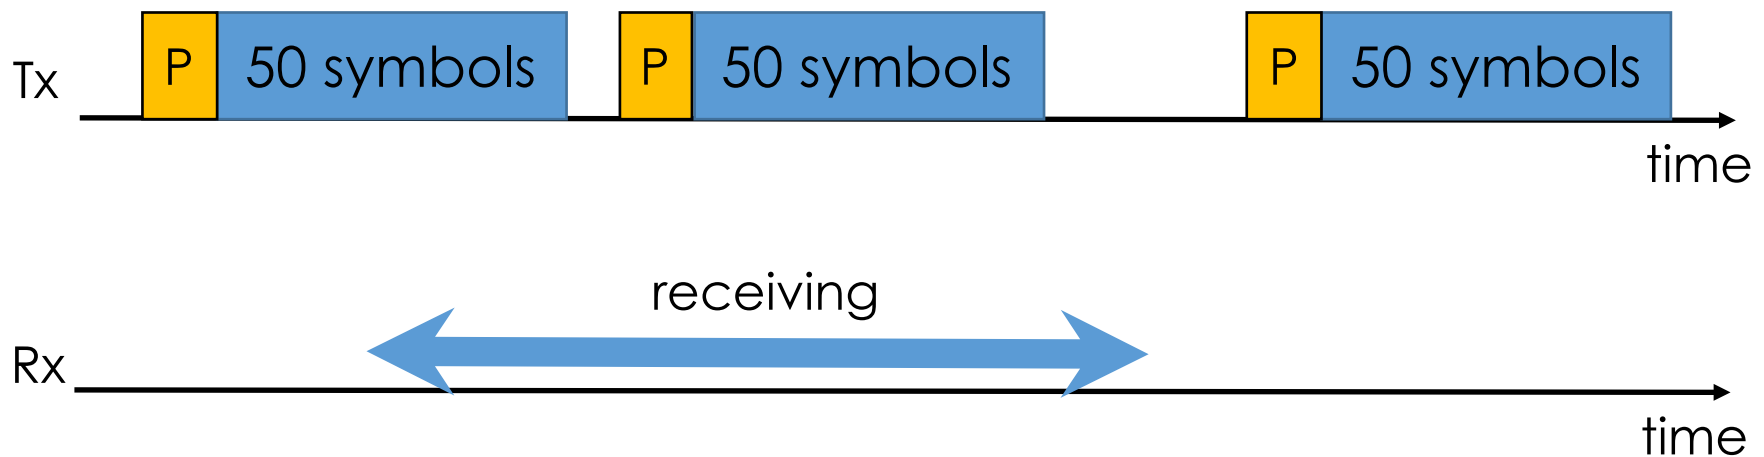 P 50 symbols P 50 symbols P 50 symbols
Tx
time
receiving
Rx
time